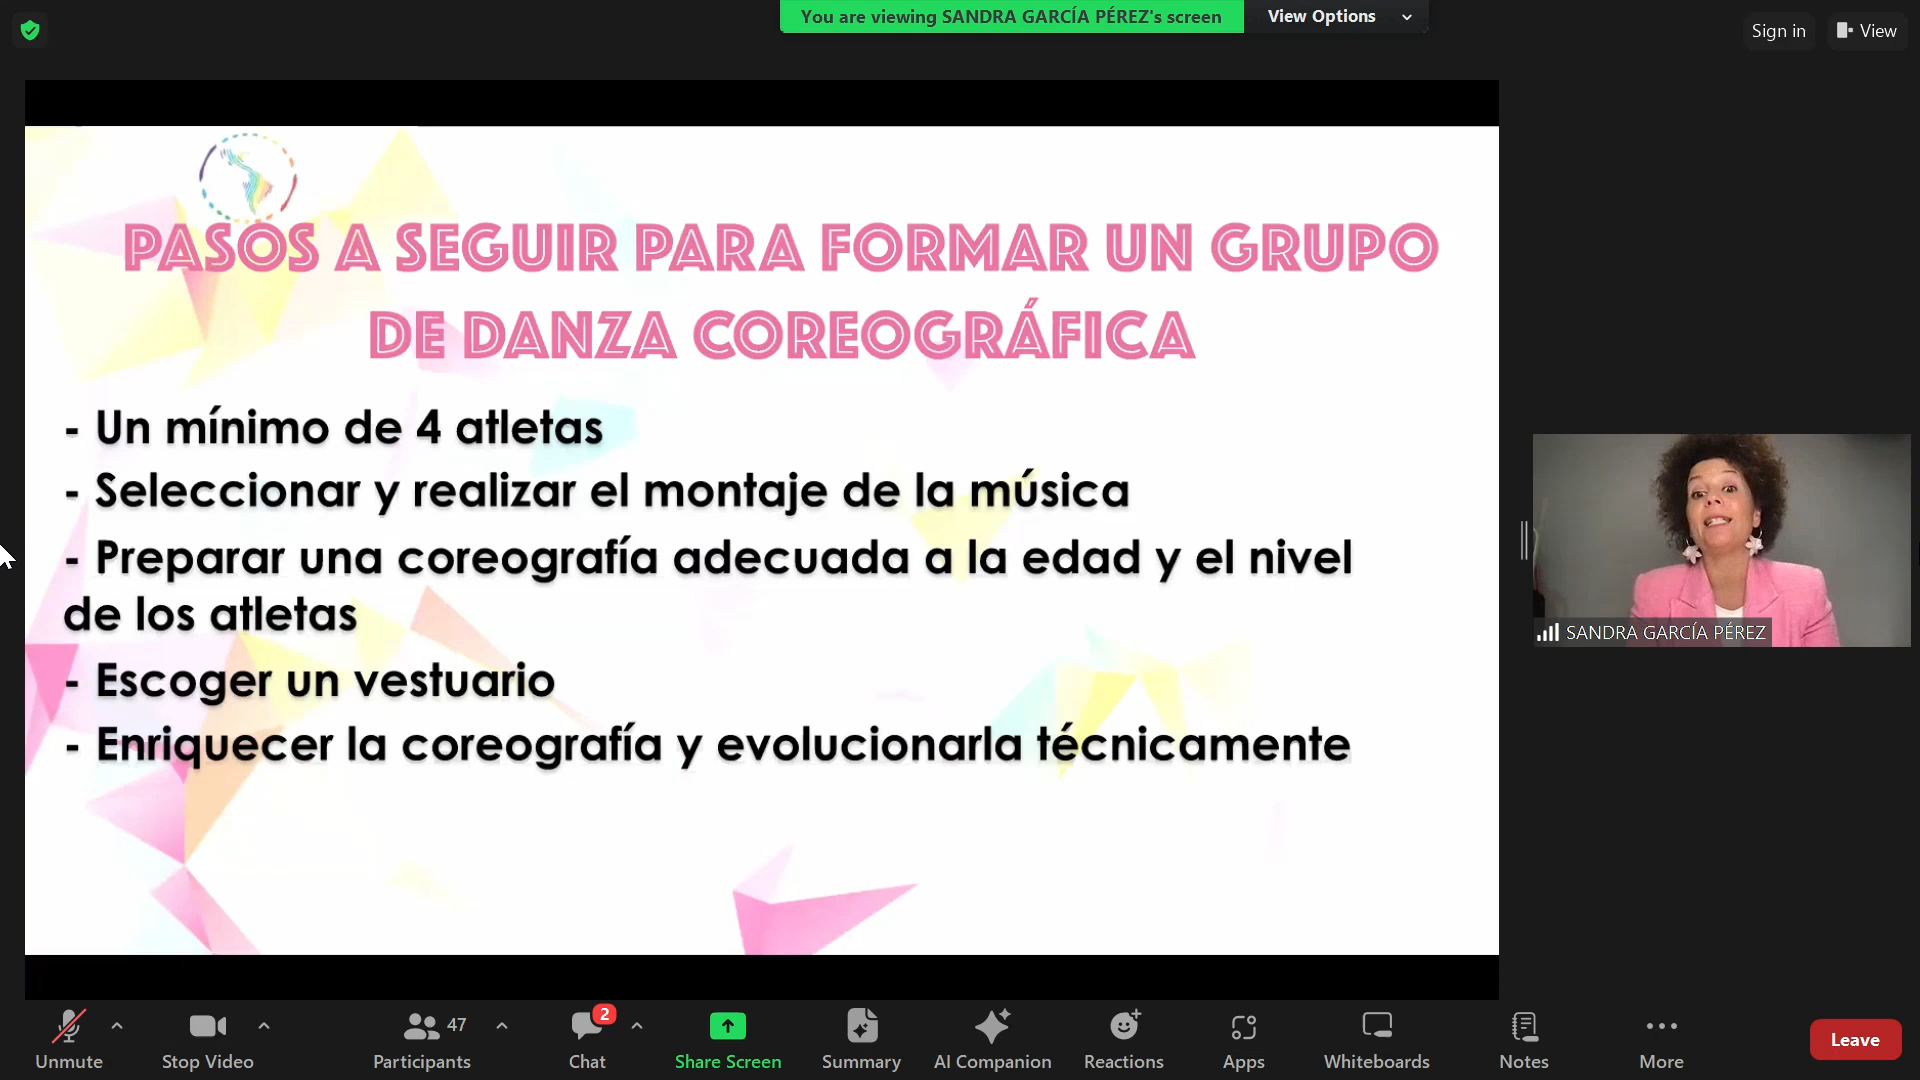 You are viewing SANDRA GARCÍA PÉREZ's screen
View Options
Sign in
View
PASOS A SEGUIR PARA FORMAR UN GRUPO
DE DANZA COREOGRÁFICA
- Un mínimo de 4 atletas
- Seleccionar y realizar el montaje de la música
- Preparar una coreografía adecuada a la edad y el nivel
de los atletas
- Escoger un vestuario
- Enriquecer la coreografía y evolucionarla técnicamente
SANDRA GARCÍA PÉREZ
Unmute
Stop Video
47
Participants
2
Chat
Share Screen
Summary
AI Companion
Reactions
Apps
Whiteboards
Notes
More
Leave